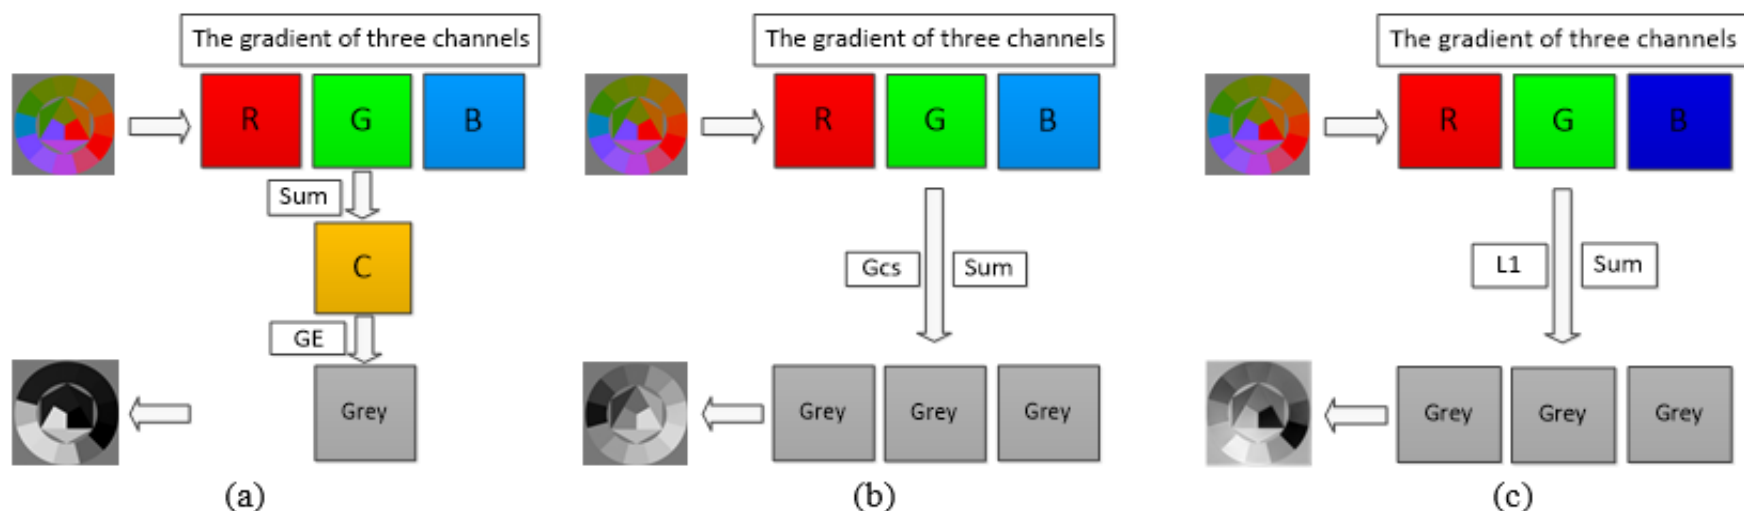 The gradient of three channels
R G B
Sum
C
GE
Grey
(a)
The gradient of three channels
R G B
Gcs Sum
Grey Grey Grey
(b)
The gradient of three channels
R G B
L1 Sum
Grey Grey Grey
(c)